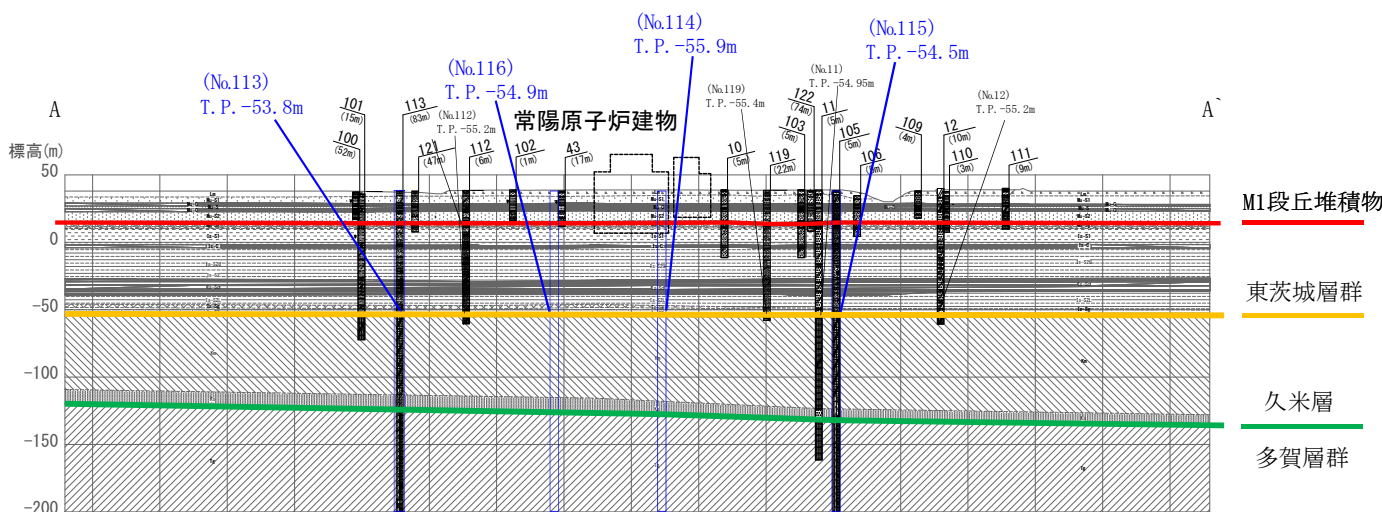 (No.114)
T.P.-55.9m
(No.115)
T.P.-54.5m
(No.113)
T.P.-53.8m
(No.116)
T.P.-54.9m
(No.11)
T.P.-54.95m
(No.119)
T.P.-55.4m
(No.12)
T.P.-55.2m
(No.112)
T.P.-55.2m
A
A`
常陽原子炉建物
101
(15m)
100
(52m)
113
(83m)
121
(47m)
112
(6m)
102
(1m)
43
(17m)
10
(5m)
119
(22m)
103
(5m)
122
(74m)
11
(5m)
105
(5m)
106
109
(4m)
12
(10m)
110
(3m)
111
(9m)
標高(m)
50
0
-50
-100
-150
-200
M1段丘堆積物
東茨城層群
久米層
多賀層群